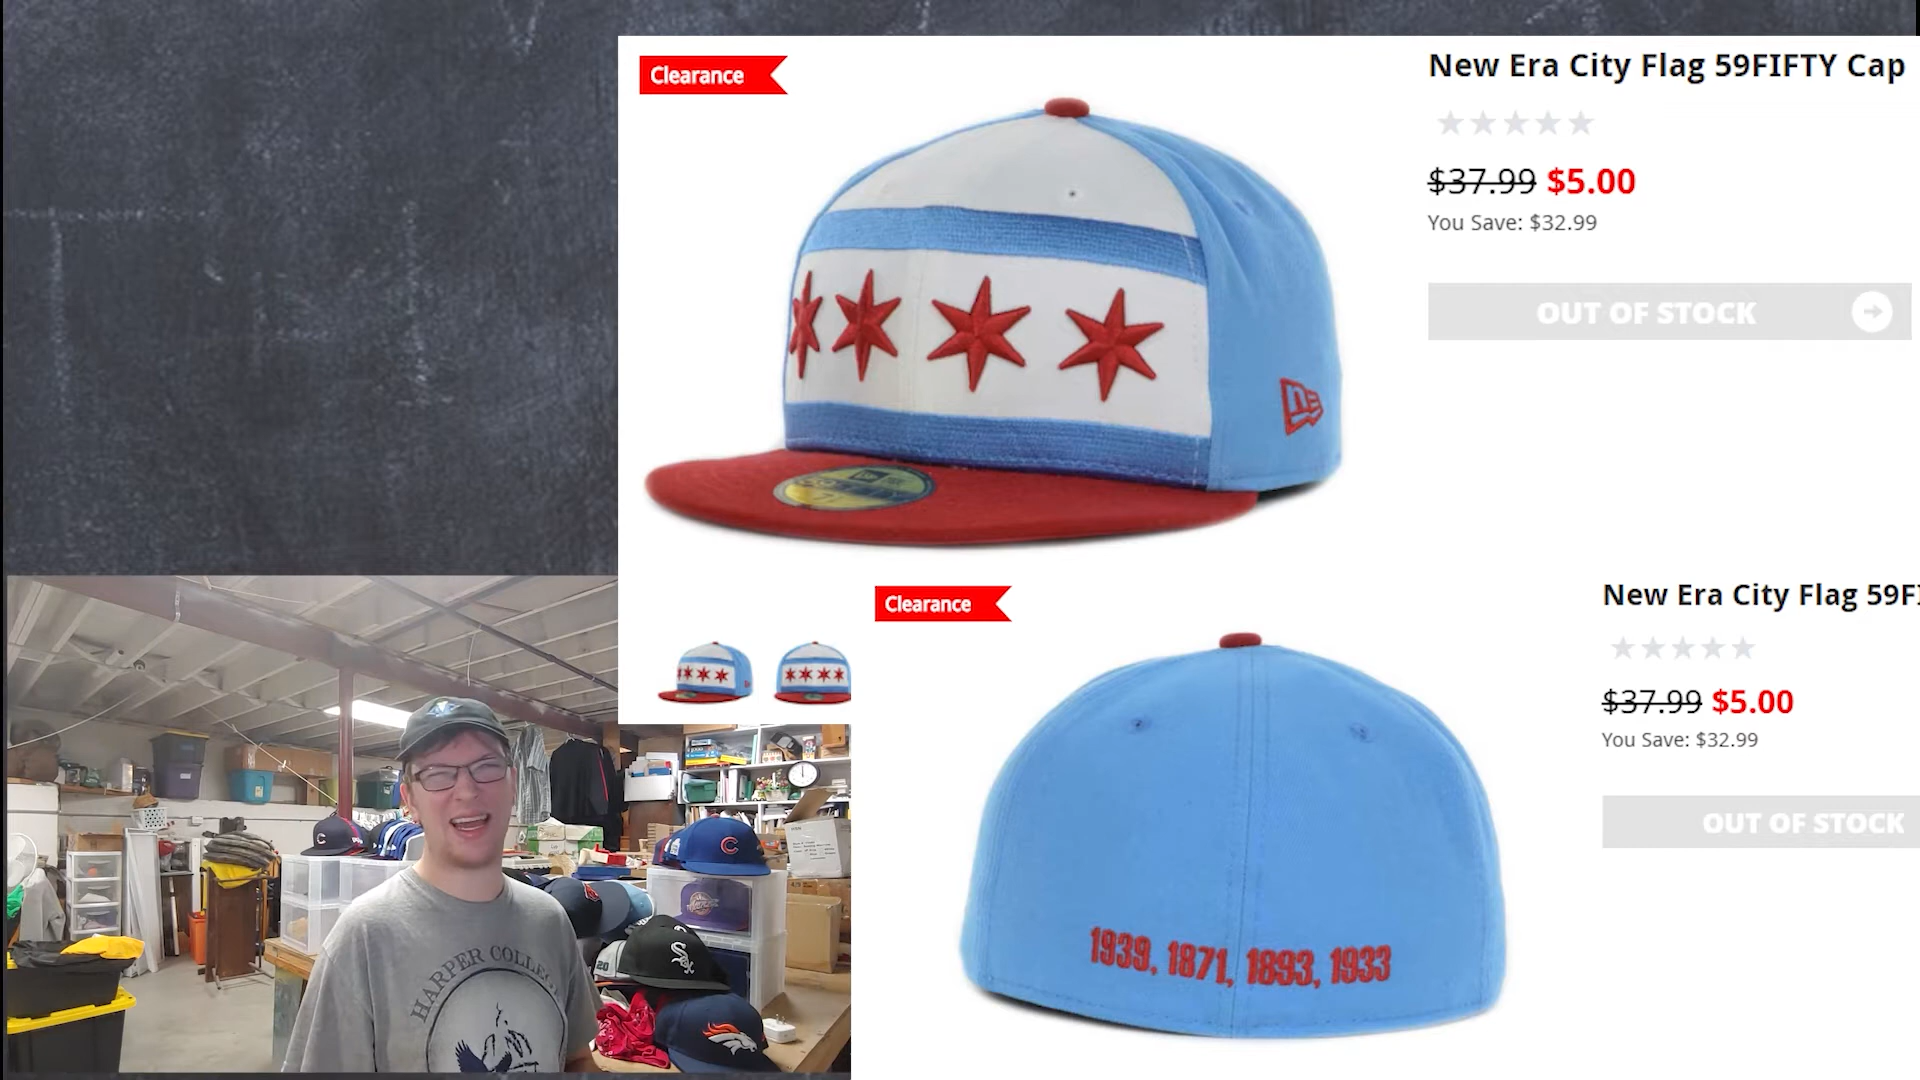 Clearance
New Era City Flag 59FIFTY Cap
$37.99 $5.00
You Save: $32.99
OUT OF STOCK
Clearance
New Era City Flag 59FI
$37.99 $5.00
You Save: $32.99
OUT OF STOCK
1939, 1871, 1893, 1933
HARPER COLLEG
C
C
20